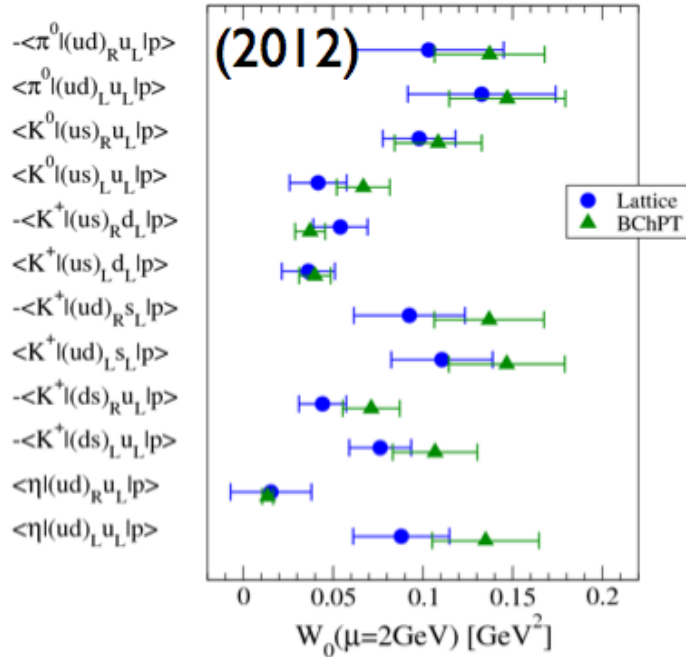 (2012)
-<π⁰|(ud)_R u_L|p>
<π⁰|(ud)_L u_L|p>
<K⁰|(us)_R u_L|p>
<K⁰|(us)_L u_L|p>
-<K⁺|(us)_R d_L|p>
<K⁺|(us)_L d_L|p>
-<K⁺|(ud)_R s_L|p>
<K⁺|(ud)_L s_L|p>
-<K⁺|(ds)_R u_L|p>
-<K⁺|(ds)_L u_L|p>
<η|(ud)_R u_L|p>
<η|(ud)_L u_L|p>
Lattice
BChPT
0 0.05 0.1 0.15 0.2
W₀(μ=2GeV) [GeV²]